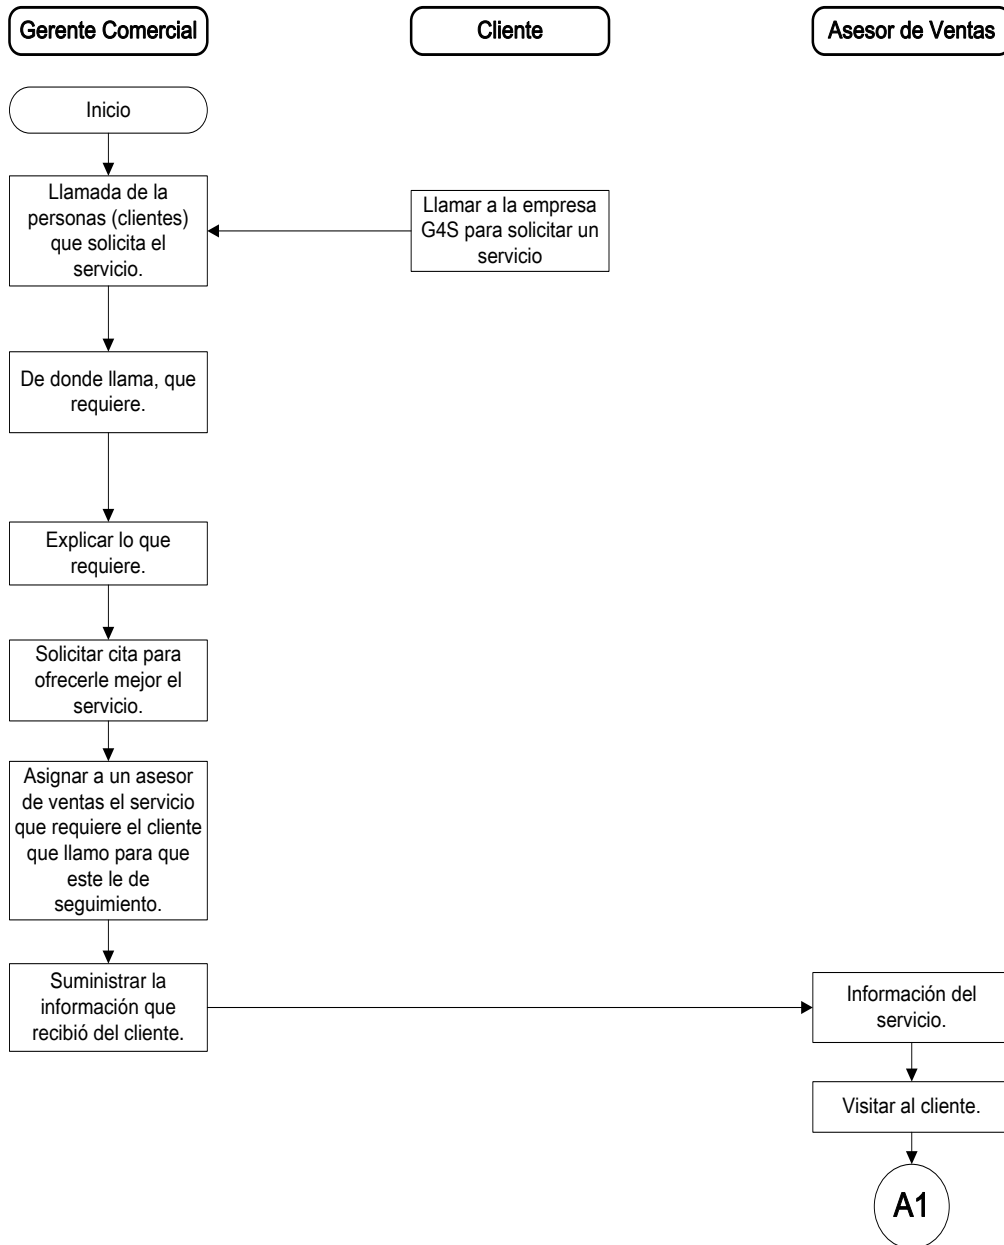 Gerente Comercial
Cliente
Asesor de Ventas
Inicio
Llamada de la
personas (clientes)
que solicita el
servicio.
Llamar a la empresa
G4S para solicitar un
servicio
De donde llama, que
requiere.
Explicar lo que
requiere.
Solicitar cita para
ofrecerle mejor el
servicio.
Asignar a un asesor
de ventas el servicio
que requiere el cliente
que llamo para que
este le de
seguimiento.
Suministrar la
información que
recibió del cliente.
Información del
servicio.
Visitar al cliente.
A1